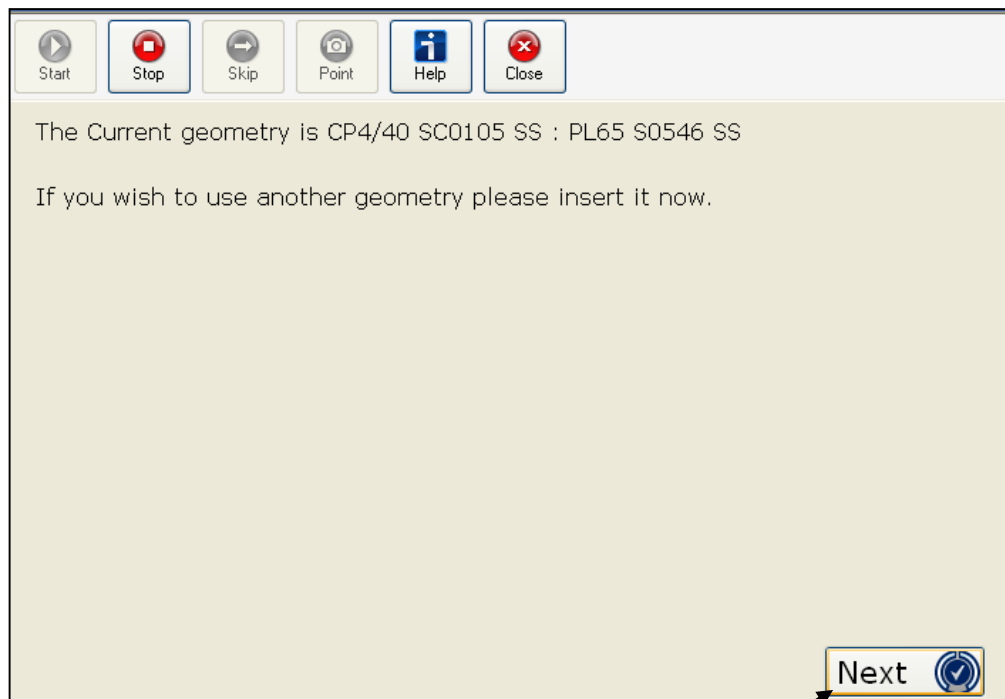 Start Stop Skip Point Help Close
The Current geometry is CP4/40 SC0105 SS : PL65 S0546 SS
If you wish to use another geometry please insert it now.
Next